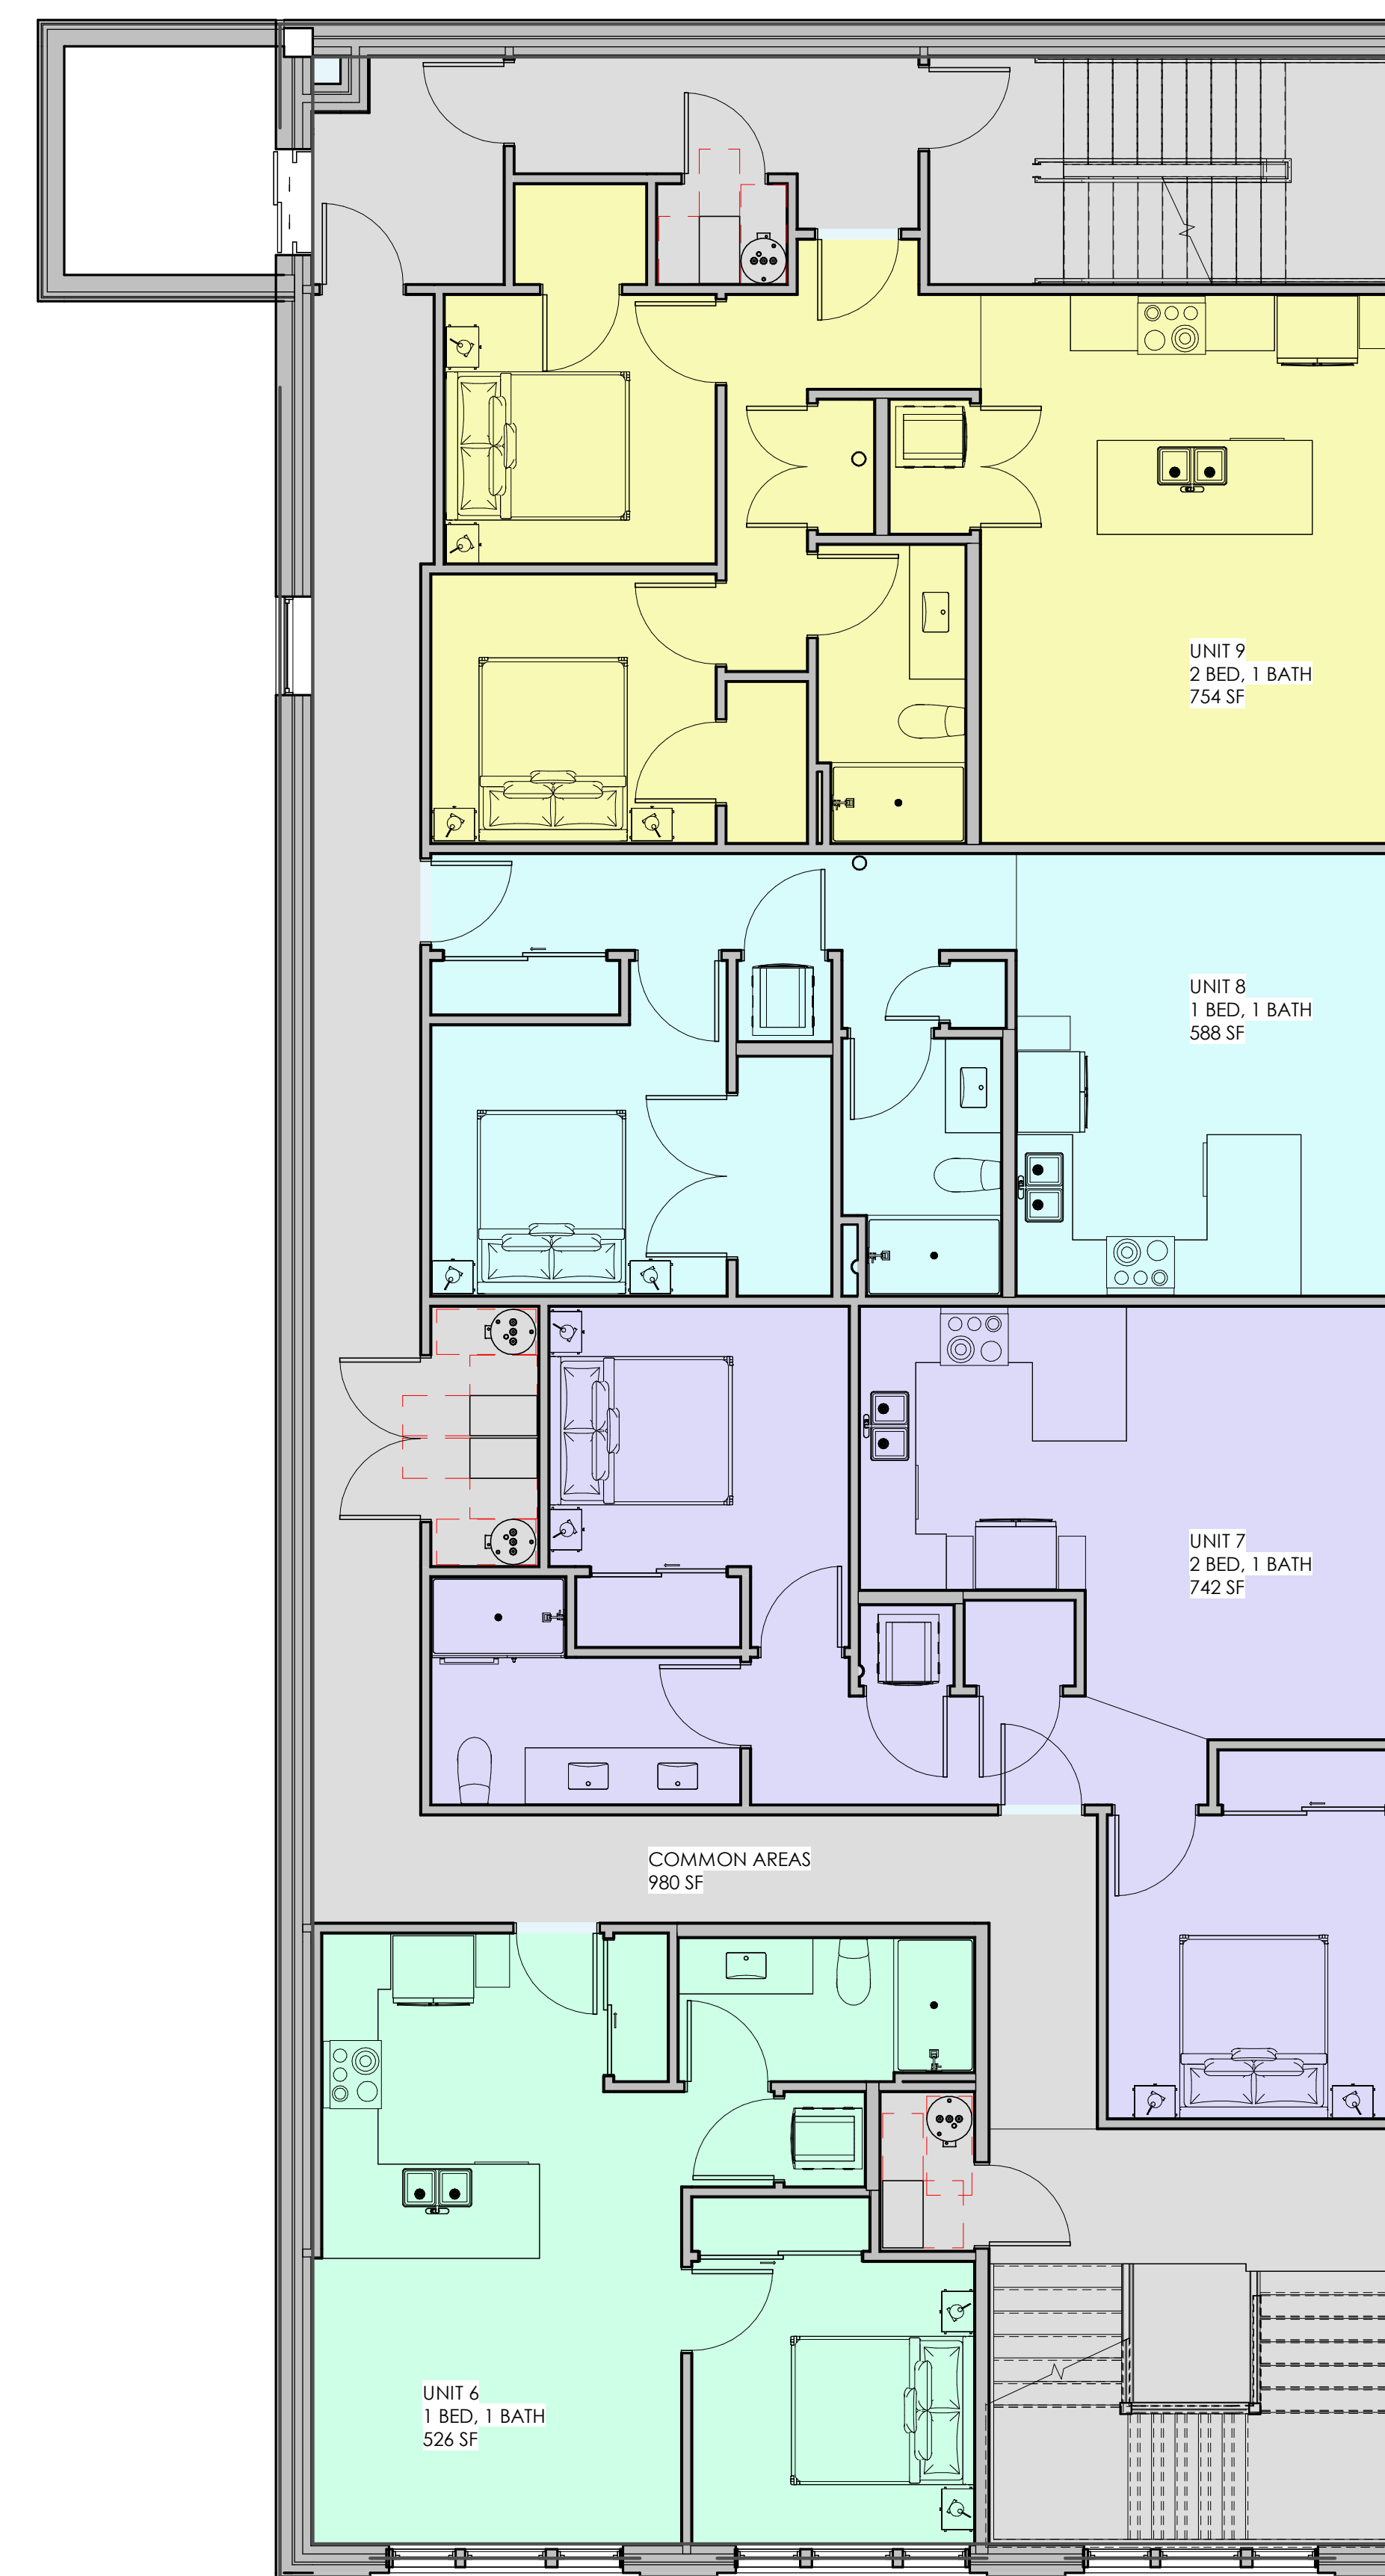 UNIT 9
2 BED, 1 BATH
754 SF
UNIT 8
1 BED, 1 BATH
588 SF
UNIT 7
2 BED, 1 BATH
742 SF
COMMON AREAS
980 SF
UNIT 6
1 BED, 1 BATH
526 SF